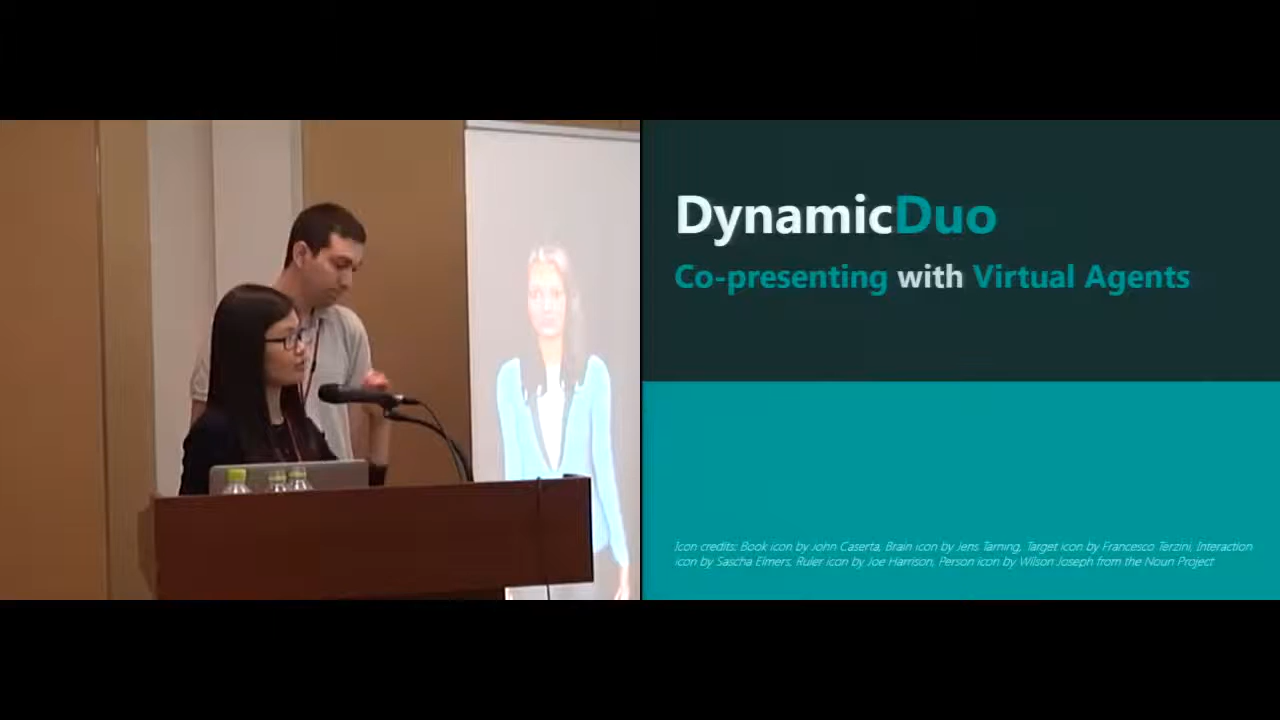 DynamicDuo
Co-presenting with Virtual Agents
Icon credits: Book icon by John Caserta, Brain icon by Jens Tarning, Target icon by Francesco Terzini, Interaction
icon by Sascha Elmers, Ruler icon by Joe Harrison, Person icon by Wilson Joseph from the Noun Project